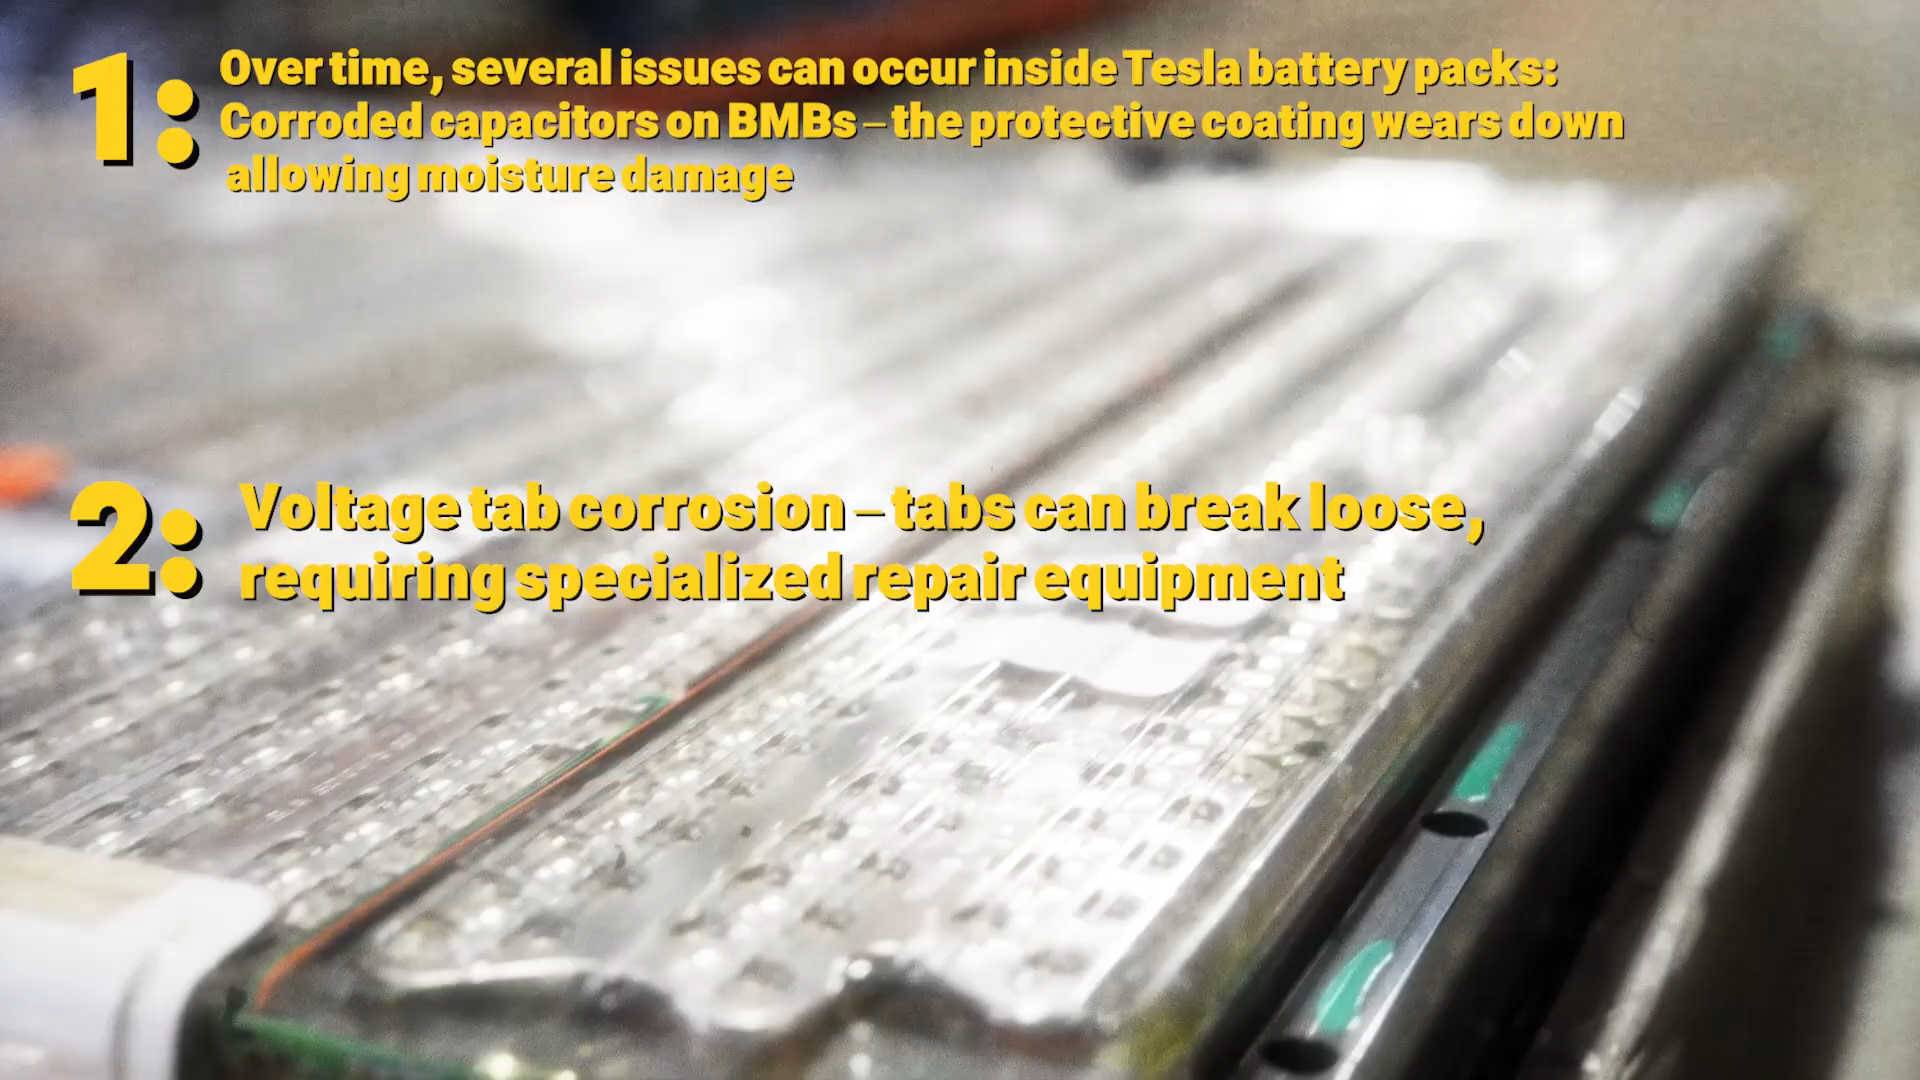 1: Over time, several issues can occur inside Tesla battery packs:
Corroded capacitors on BMBs – the protective coating wears down
allowing moisture damage
2: Voltage tab corrosion – tabs can break loose,
requiring specialized repair equipment